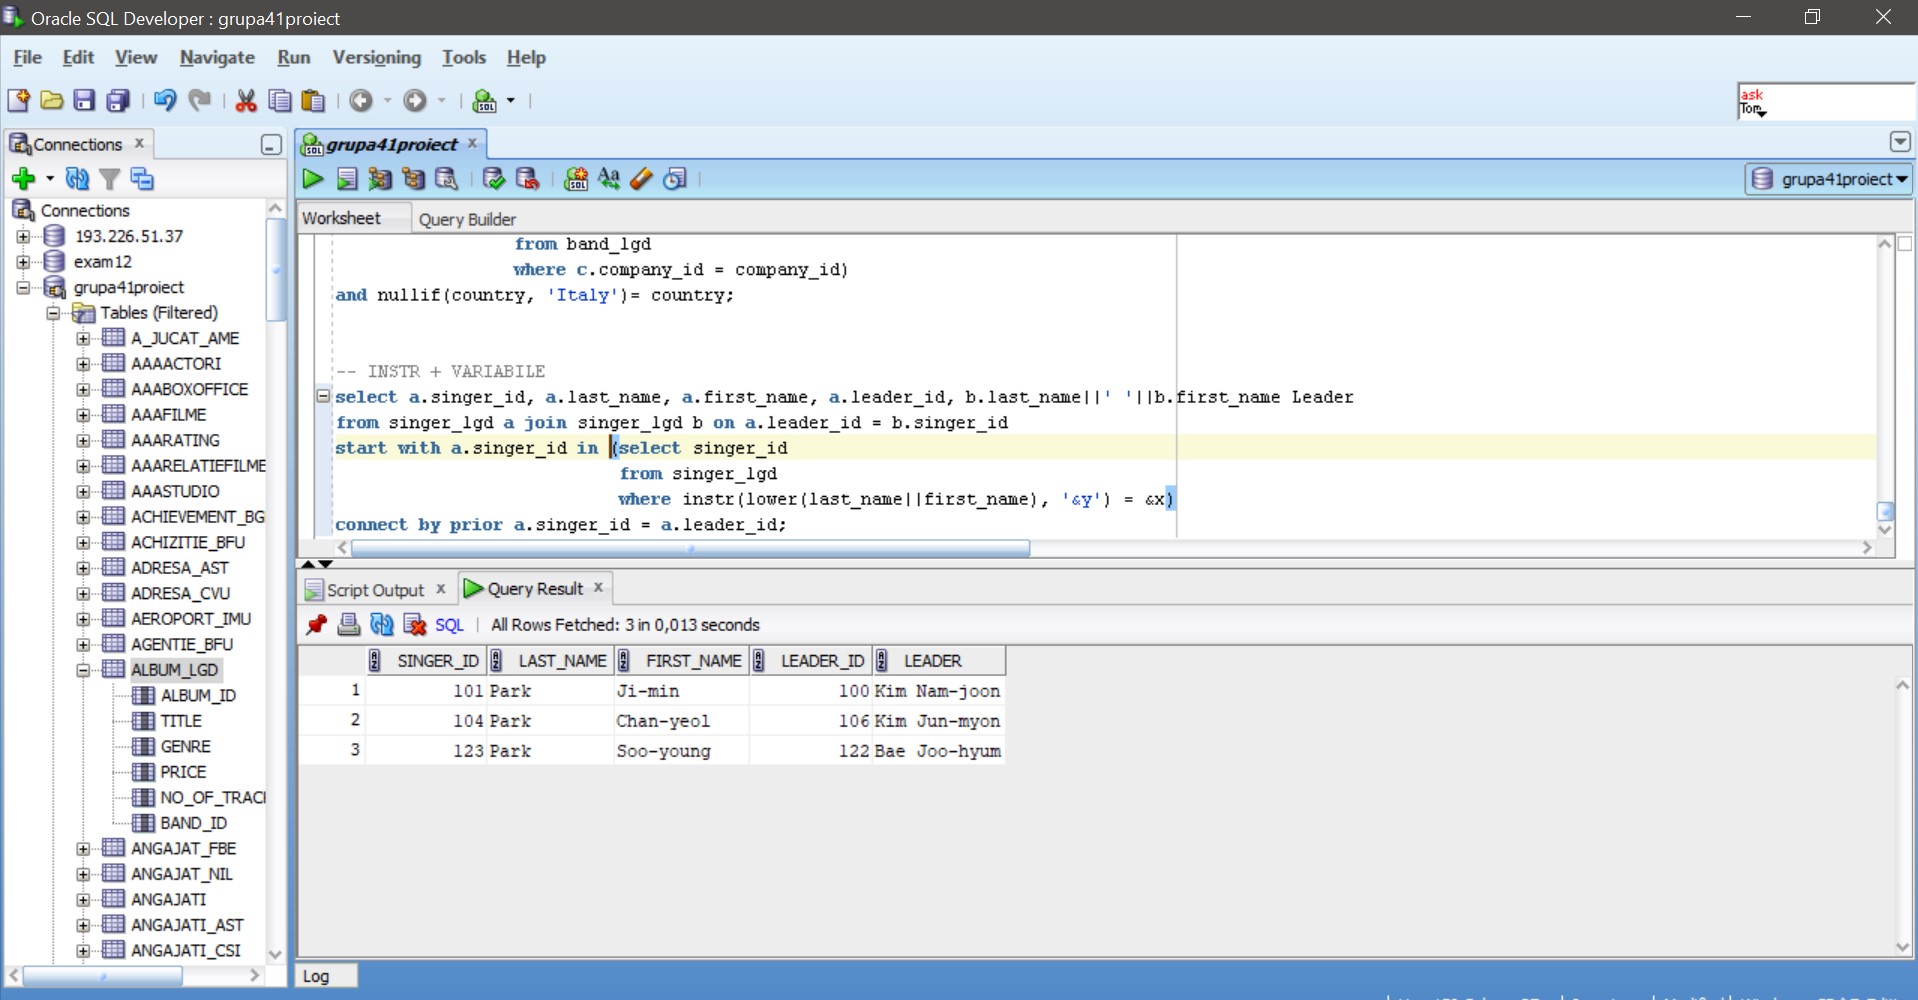 Oracle SQL Developer : grupa41proiect
File Edit View Navigate Run Versioning Tools Help
ask
Tom
Connections
grupa41proiect
grupa41proiect
Worksheet
Query Builder
Connections
193.226.51.37
exam12
grupa41proiect
Tables (Filtered)
A_JUCAT_AME
AAAACTORI
AAABOXOFFICE
AAAFILME
AAARATING
AAARELATIEFILME
AAASTUDIO
ACHIEVEMENT_BG
ACHIZITIE_BFU
ADRESA_AST
ADRESA_CVU
AEROPORT_IMU
AGENTIE_BFU
ALBUM_LGD
ALBUM_ID
TITLE
GENRE
PRICE
NO_OF_TRAC
BAND_ID
ANGAJAT_FBE
ANGAJAT_NIL
ANGAJATI
ANGAJATI_AST
ANGAJATI_CSI
from band_lgd
where c.company_id = company_id)
and nullif(country, 'Italy')= country;
-- INSTR + VARIABILE
select a.singer_id, a.last_name, a.first_name, a.leader_id, b.last_name||' '||b.first_name Leader
from singer_lgd a join singer_lgd b on a.leader_id = b.singer_id
start with a.singer_id in (select singer_id
from singer_lgd
where instr(lower(last_name||first_name), '&y') = &x)
connect by prior a.singer_id = a.leader_id;
Script Output
Query Result
SQL | All Rows Fetched: 3 in 0,013 seconds
SINGER_ID LAST_NAME FIRST_NAME LEADER_ID LEADER
1 101 Park Ji-min 100 Kim Nam-joon
2 104 Park Chan-yeol 106 Kim Jun-myon
3 123 Park Soo-young 122 Bae Joo-hyum
Log